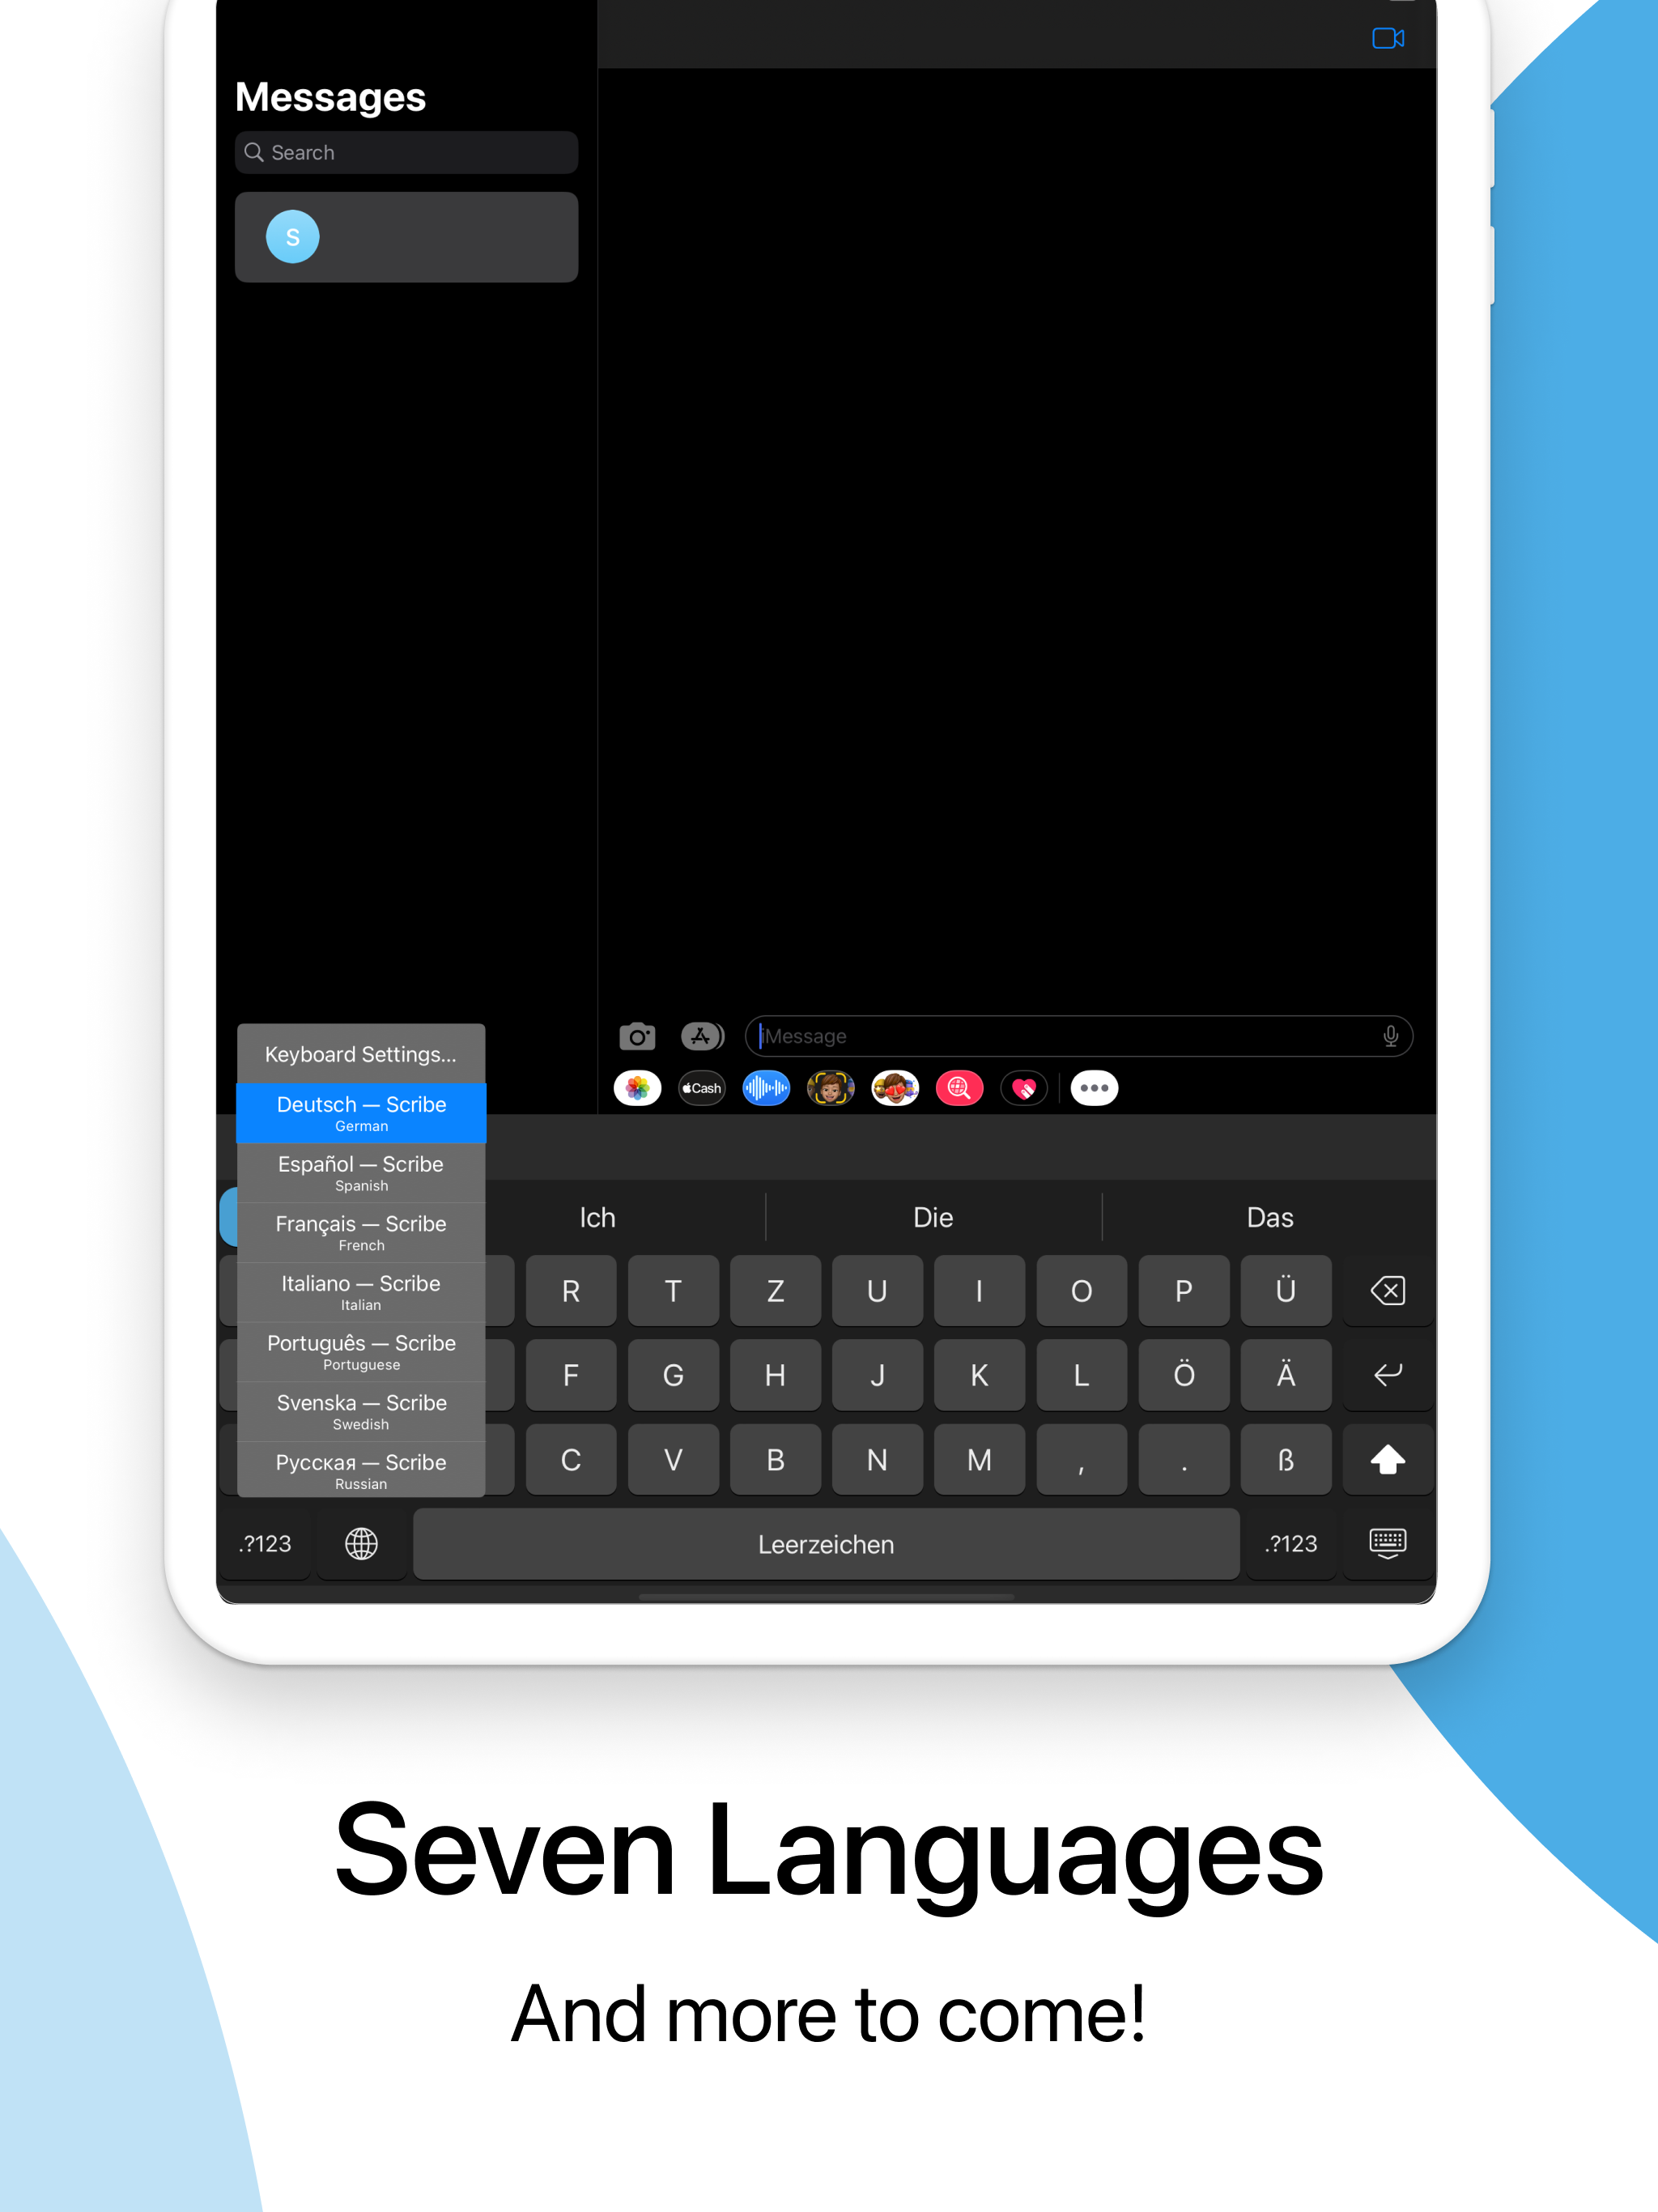 Messages
Search
S
iMessage
Cash
Keyboard Settings...
Deutsch — Scribe
German
Español — Scribe
Spanish
Français — Scribe
French
Italiano — Scribe
Italian
Português — Scribe
Portuguese
Svenska — Scribe
Swedish
Русская — Scribe
Russian
Ich Die Das
R T Z U I O P Ü
F G H J K L Ö Ä
C V B N M , . ß
.?123 Leerzeichen .?123
Seven Languages
And more to come!